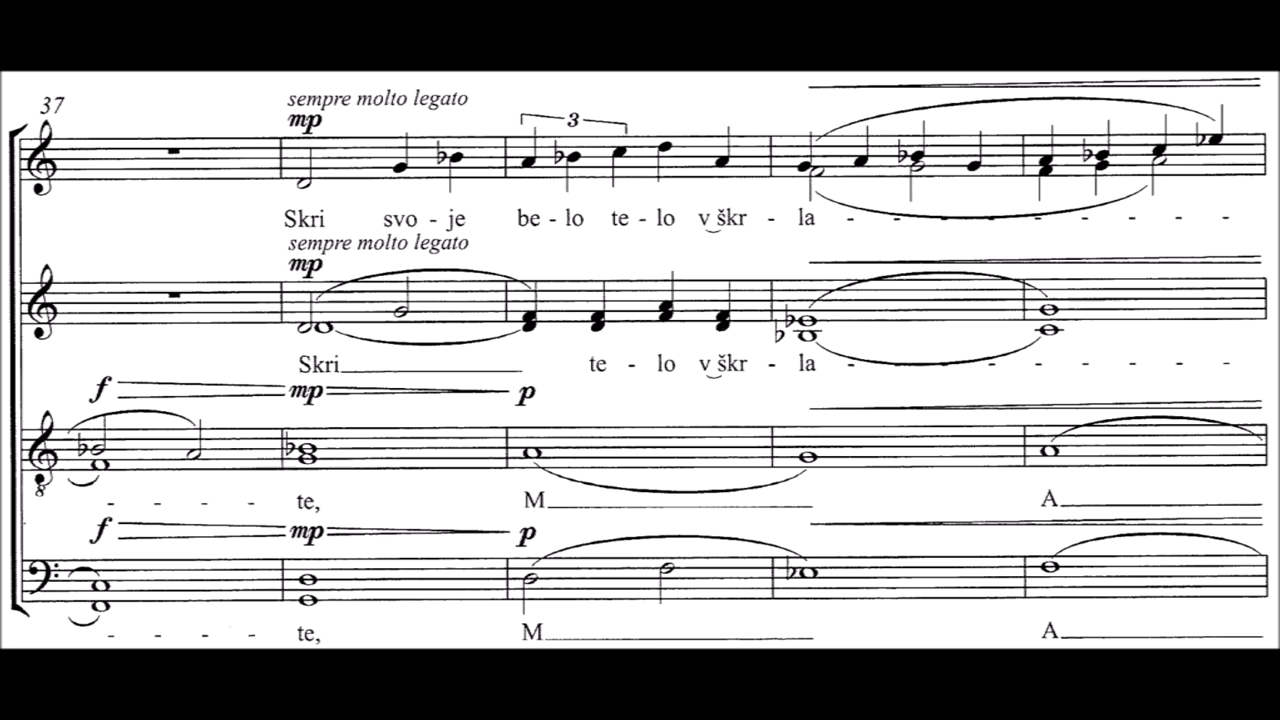 37
sempre molto legato
mp
3
Skri svo - je be - lo te - lo v škr - la - - - - - - - -
sempre molto legato
mp
Skri te - lo v škr - la - - - - - - - -
f mp p
8
- - - - te, M A
f mp p
- - - - te, M A